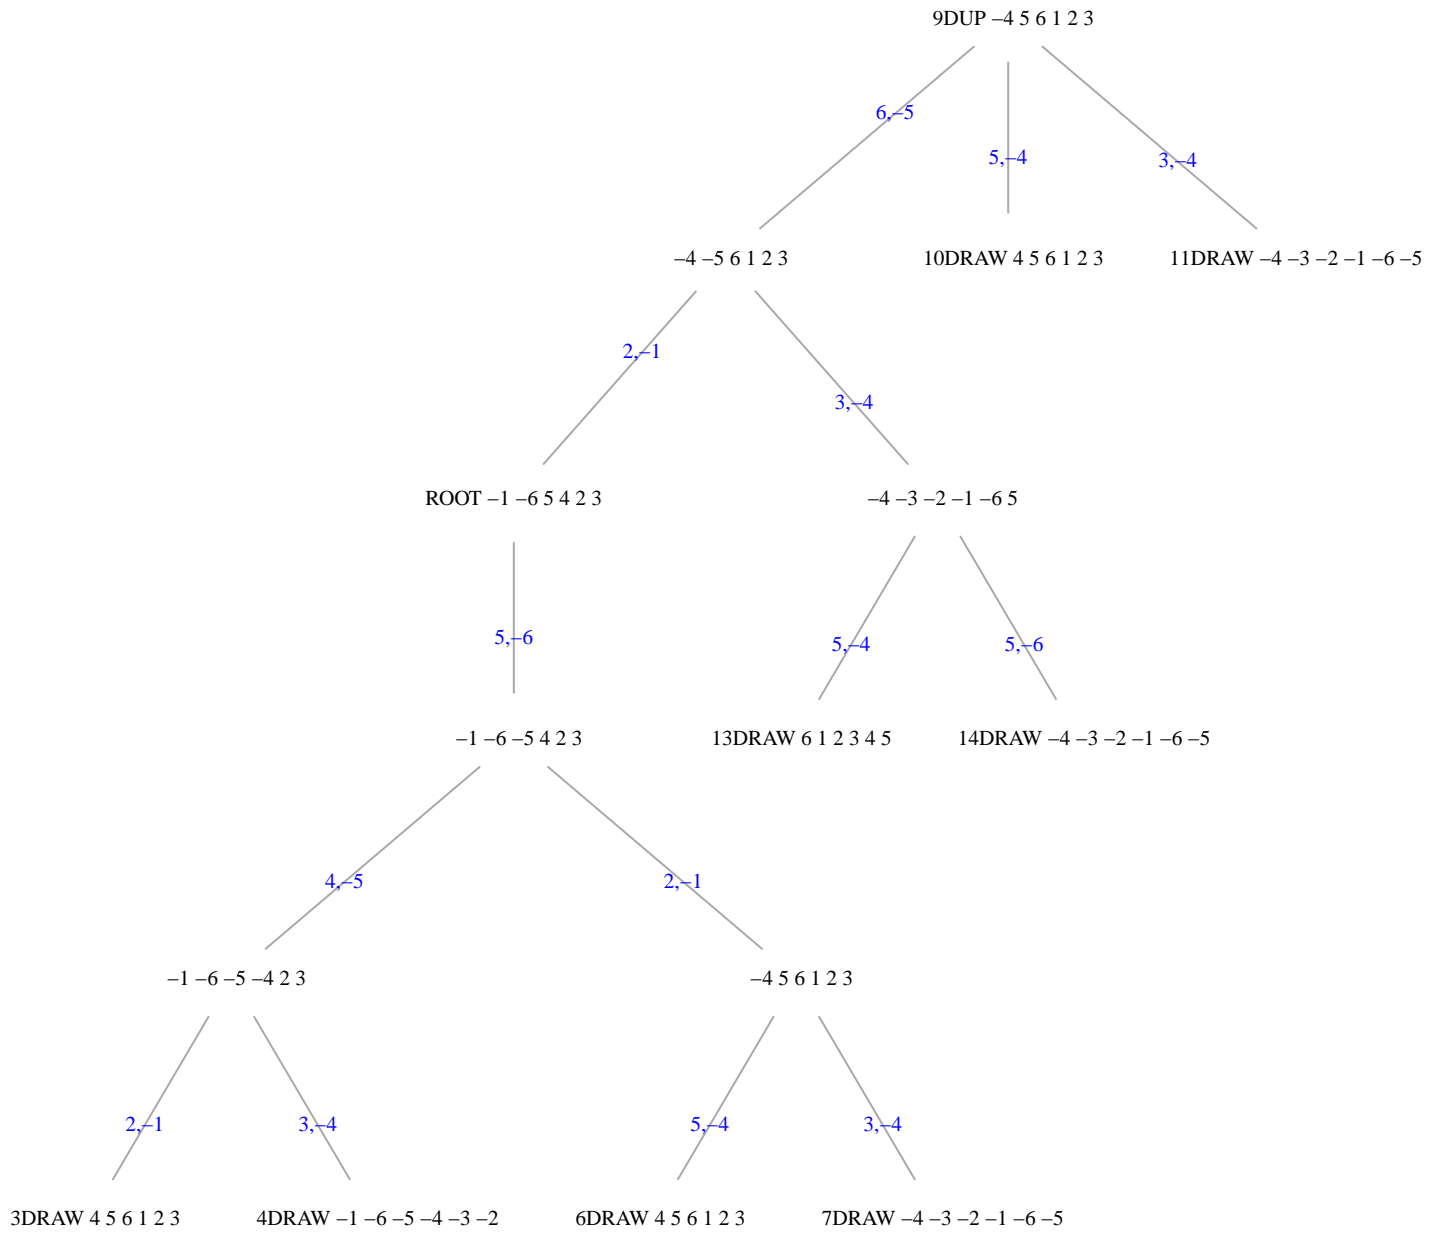 9DUP –4 5 6 1 2 3
6,–5
5,–4
3,–4
–4 –5 6 1 2 3
10DRAW 4 5 6 1 2 3
11DRAW –4 –3 –2 –1 –6 –5
2,–1
3,–4
ROOT –1 –6 5 4 2 3
–4 –3 –2 –1 –6 5
5,–6
5,–4
5,–6
–1 –6 –5 4 2 3
13DRAW 6 1 2 3 4 5
14DRAW –4 –3 –2 –1 –6 –5
4,–5
2,–1
–1 –6 –5 –4 2 3
–4 5 6 1 2 3
2,–1
3,–4
5,–4
3,–4
3DRAW 4 5 6 1 2 3
4DRAW –1 –6 –5 –4 –3 –2
6DRAW 4 5 6 1 2 3
7DRAW –4 –3 –2 –1 –6 –5